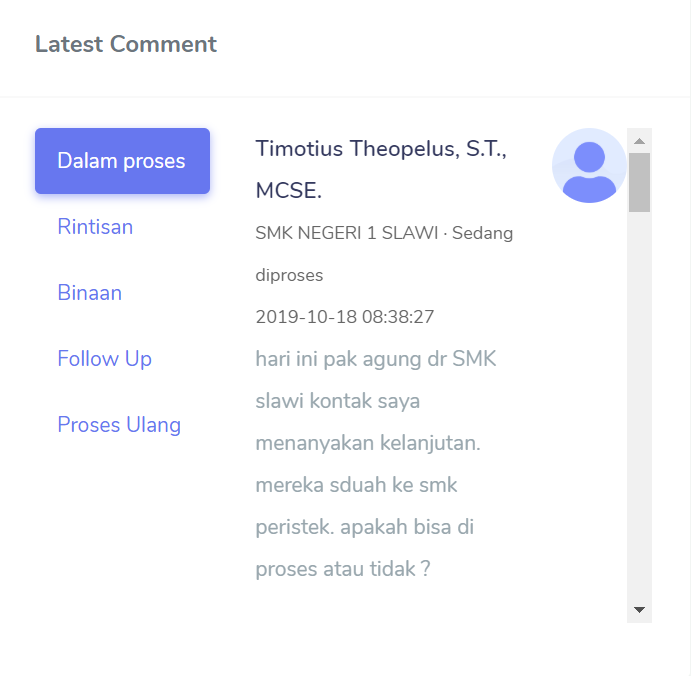 Latest Comment
Dalam proses
Rintisan
Binaan
Follow Up
Proses Ulang
Timotius Theopelus, S.T.,
MCSE.
SMK NEGERI 1 SLAWI · Sedang
diproses
2019-10-18 08:38:27
hari ini pak agung dr SMK
slawi kontak saya
menanyakan kelanjutan.
mereka sduah ke smk
peristek. apakah bisa di
proses atau tidak ?